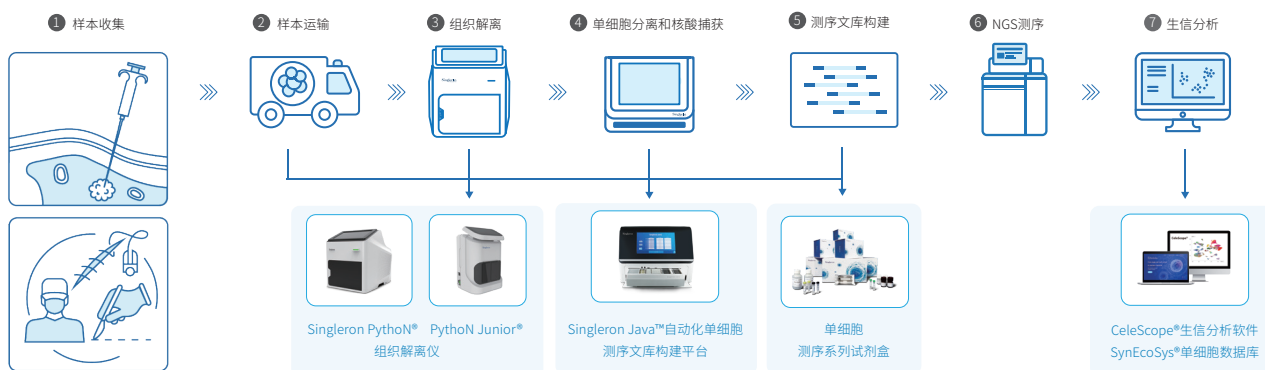 1 样本收集
2 样本运输
3 组织解离
4 单细胞分离和核酸捕获
5 测序文库构建
6 NGS测序
7 生信分析
Singleron PythoN® PythoN Junior®
组织解离仪
Singleron Java™自动化单细胞
测序文库构建平台
单细胞
测序系列试剂盒
CeleScope®
CeleScope®生信分析软件
SynEcoSys®单细胞数据库